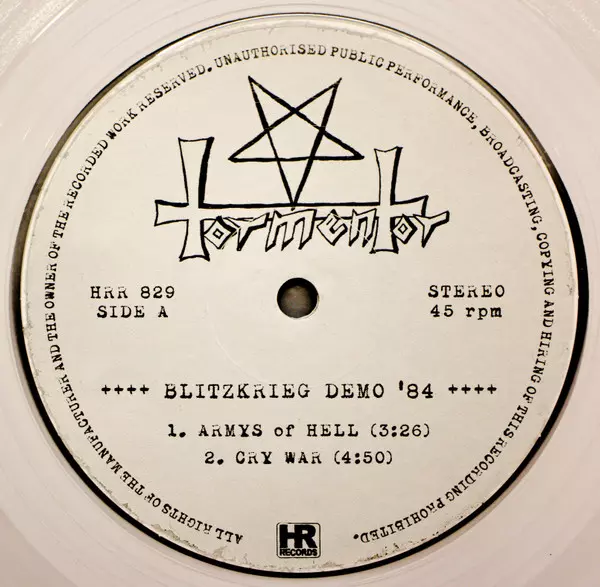 ALL RIGHTS OF THE MANUFACTURER AND THE OWNER OF THE RECORDED WORK RESERVED. UNAUTHORISED PUBLIC PERFORMANCE, BROADCASTING, COPYING AND HIRING OF THIS RECORDING PROHIBITED.
Tormentor
HRR 829
SIDE A
STEREO
45 rpm
++++ BLITZKRIEG DEMO '84 ++++
1. ARMYS of HELL (3:26)
2. CRY WAR (4:50)
HR
RECORDS